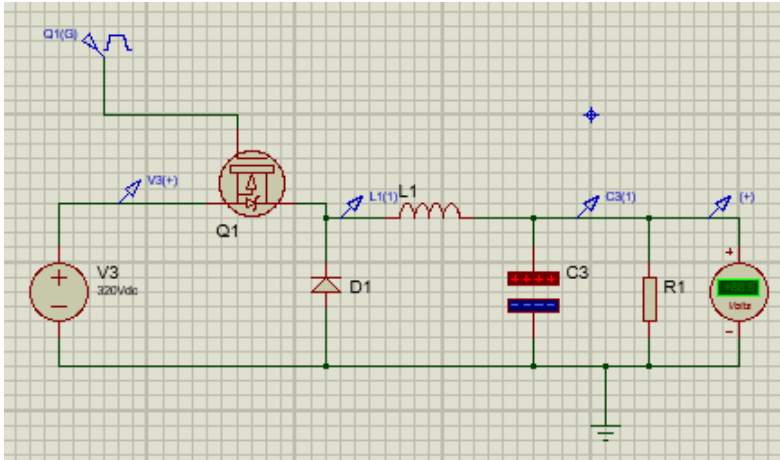 Q1(G)
V3(+)
L1(1)
L1
C3(1)
(+)
Q1
V3
320Vdc
D1
C3
R1
+
Volts
-